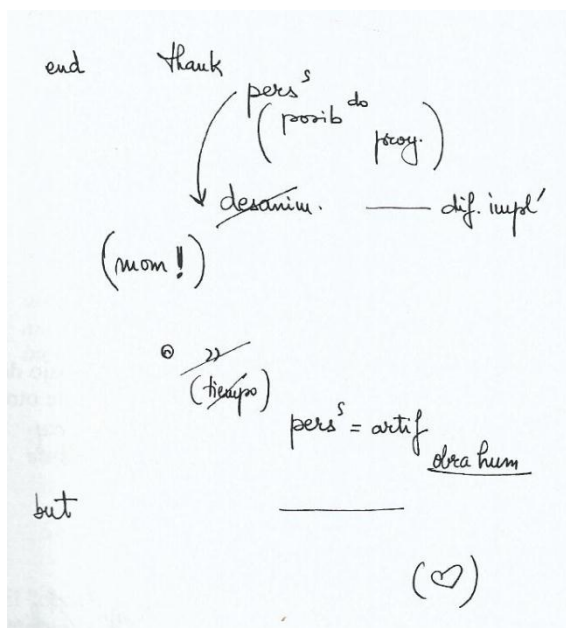 end thank
pers s
(posib do
proy.)
desanim. — dif. impl'
(mom!)
"
(tiempo)
pers s = artif
obra hum
but —
(♡)